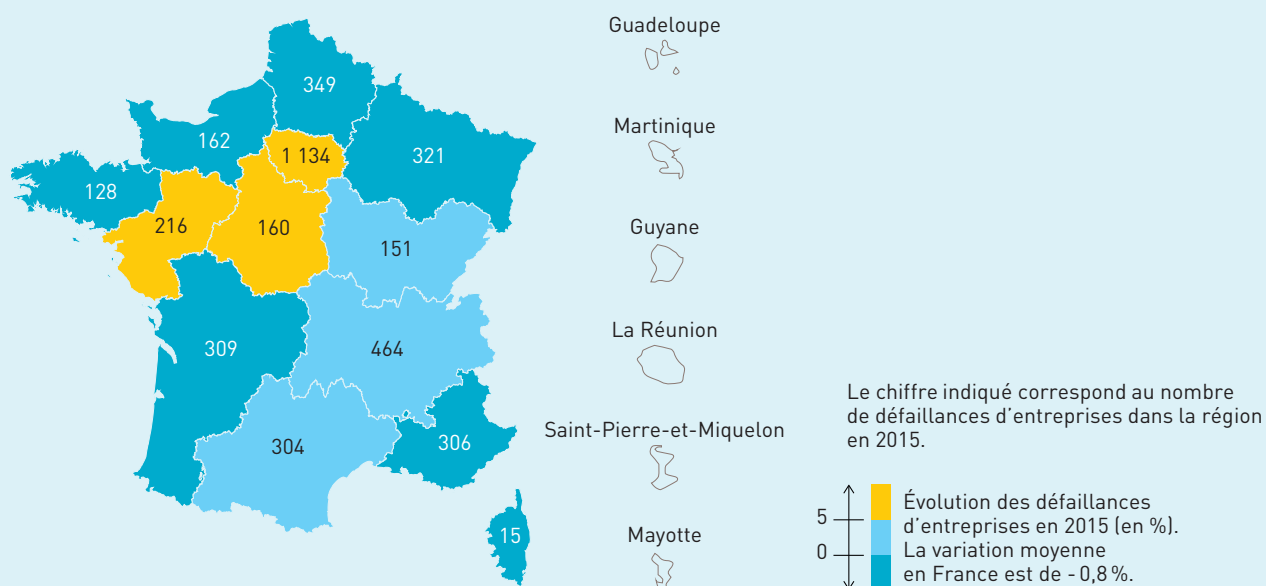 349
162
1 134
321
128
216
160
151
309
464
304
306
15
Guadeloupe
Martinique
Guyane
La Réunion
Saint-Pierre-et-Miquelon
Mayotte
Le chiffre indiqué correspond au nombre
de défaillances d'entreprises dans la région
en 2015.
5
0
Évolution des défaillances
d'entreprises en 2015 (en %).
La variation moyenne
en France est de - 0,8 %.